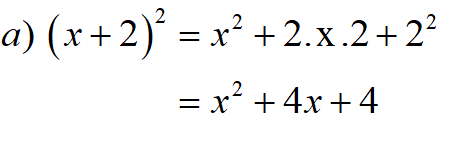 a) (x + 2)² = x² + 2.x.2 + 2²
= x² + 4x + 4